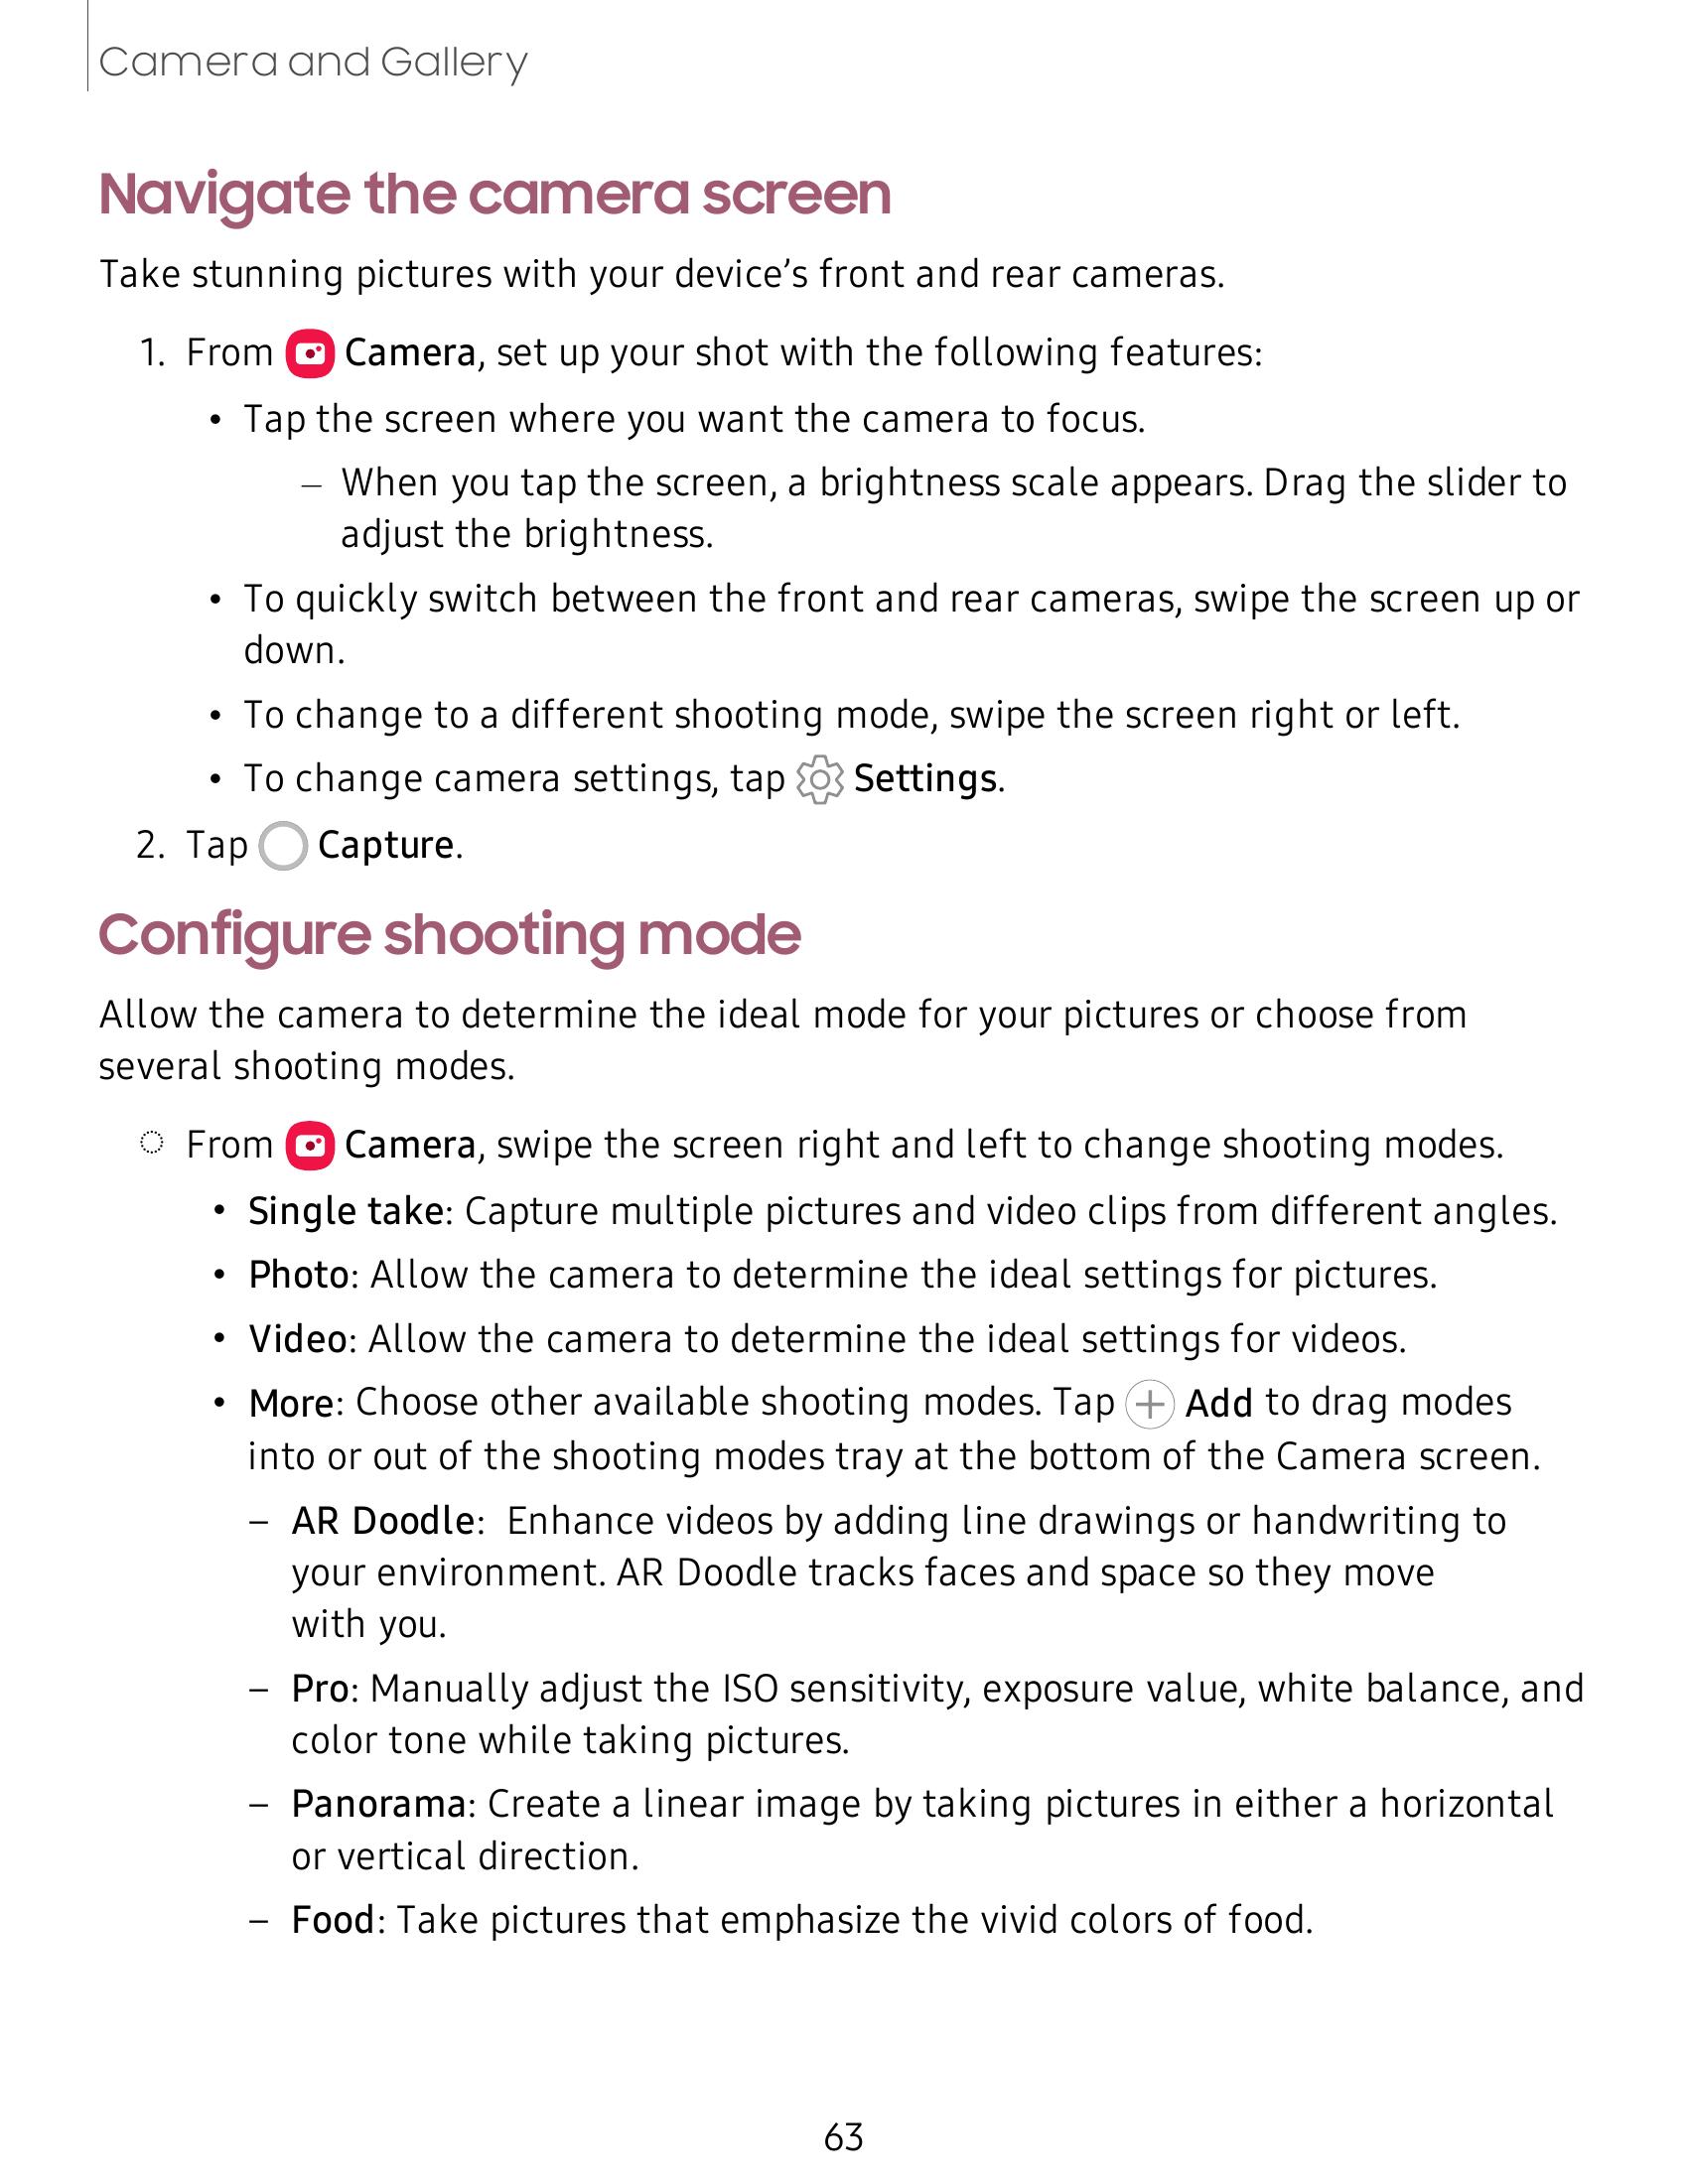 Camera and Gallery
Navigate the camera screen
Take stunning pictures with your device’s front and rear cameras.
1. From Camera, set up your shot with the following features:
• Tap the screen where you want the camera to focus.
– When you tap the screen, a brightness scale appears. Drag the slider to
adjust the brightness.
• To quickly switch between the front and rear cameras, swipe the screen up or
down.
• To change to a different shooting mode, swipe the screen right or left.
• To change camera settings, tap Settings.
2. Tap Capture.
Configure shooting mode
Allow the camera to determine the ideal mode for your pictures or choose from
several shooting modes.
From Camera, swipe the screen right and left to change shooting modes.
• Single take: Capture multiple pictures and video clips from different angles.
• Photo: Allow the camera to determine the ideal settings for pictures.
• Video: Allow the camera to determine the ideal settings for videos.
• More: Choose other available shooting modes. Tap Add to drag modes
into or out of the shooting modes tray at the bottom of the Camera screen.
– AR Doodle: Enhance videos by adding line drawings or handwriting to
your environment. AR Doodle tracks faces and space so they move
with you.
– Pro: Manually adjust the ISO sensitivity, exposure value, white balance, and
color tone while taking pictures.
– Panorama: Create a linear image by taking pictures in either a horizontal
or vertical direction.
– Food: Take pictures that emphasize the vivid colors of food.
63